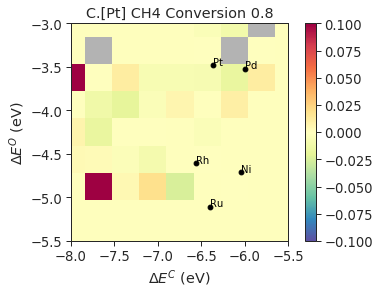 C.[Pt] CH4 Conversion 0.8
−3.0
−3.5
−4.0
−4.5
−5.0
−5.5
ΔE^O (eV)
Pt
Pd
Rh
Ni
Ru
−8.0 −7.5 −7.0 −6.5 −6.0 −5.5
ΔE^C (eV)
0.100
0.075
0.050
0.025
0.000
−0.025
−0.050
−0.075
−0.100